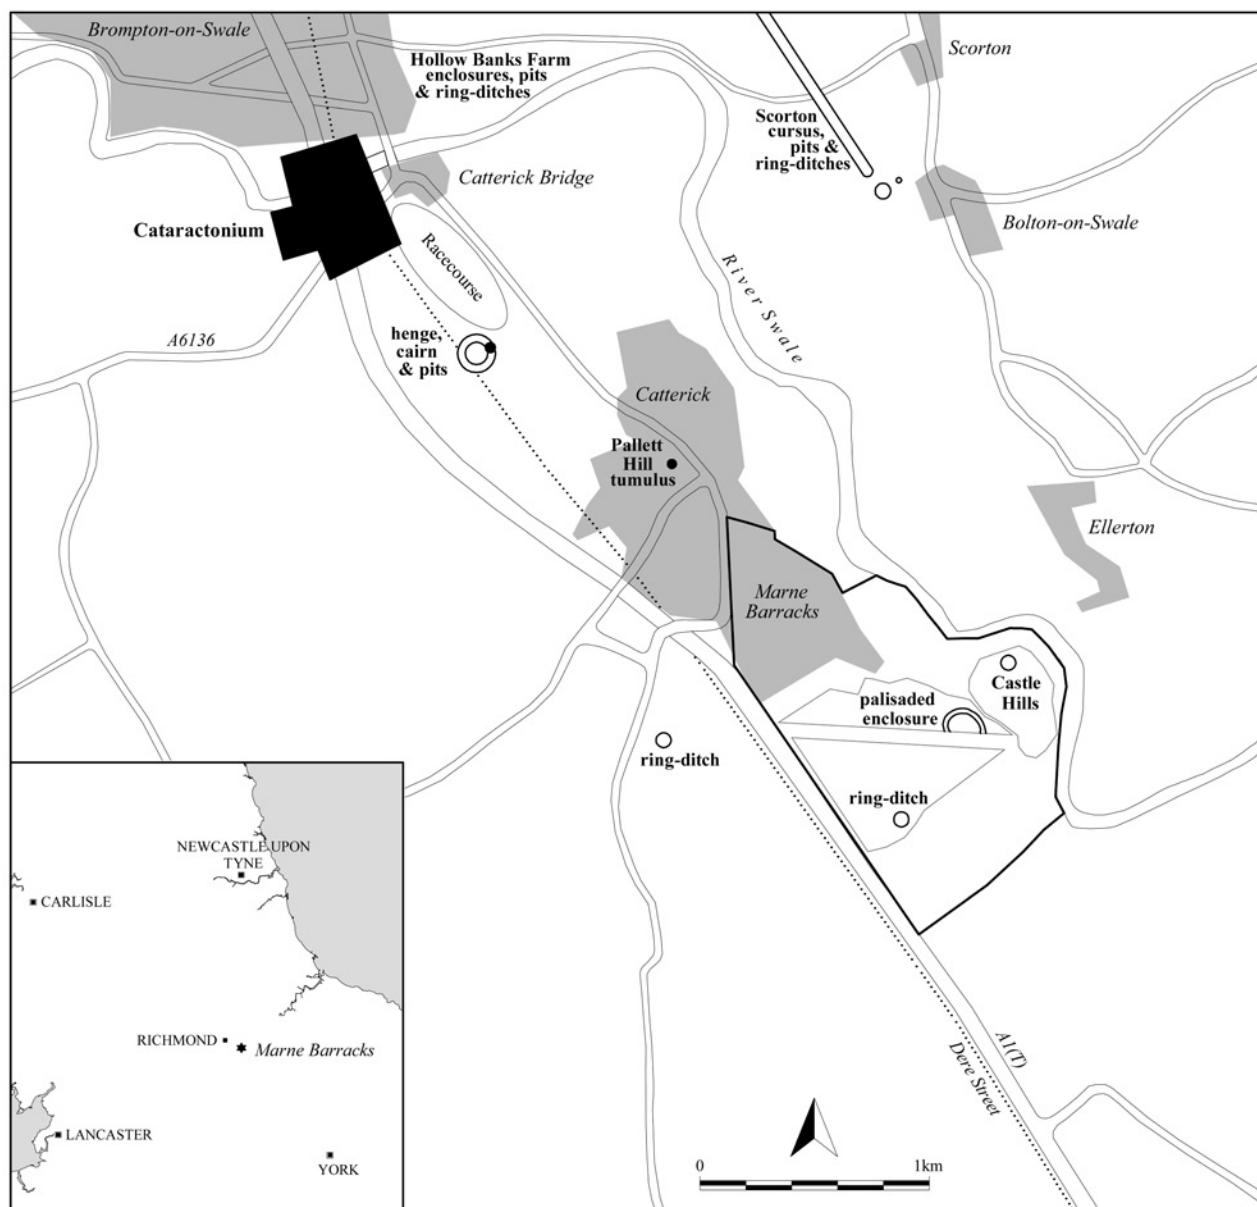 Brompton-on-Swale
Hollow Banks Farm
enclosures, pits
& ring-ditches
Scorton
Scorton
cursus,
pits &
ring-ditches
Catterick Bridge
Bolton-on-Swale
Cataractonium
Racecourse
River Swale
A6136
henge,
cairn
& pits
Catterick
Pallett
Hill
tumulus
Ellerton
Marne
Barracks
Castle
Hills
palisaded
enclosure
ring-ditch
ring-ditch
NEWCASTLE UPON
TYNE
CARLISLE
RICHMOND
Marne Barracks
LANCASTER
YORK
A1(T)
Dere Street
0 1km